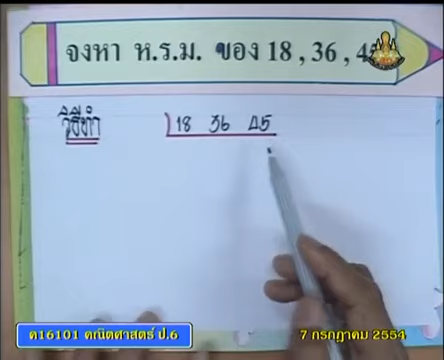 จงหา ห.ร.ม. ของ 18 , 36 , 45
วิธีทำ 18 36 45
ค16101 คณิตศาสตร์ ป.6
7 กรกฎาคม 2554